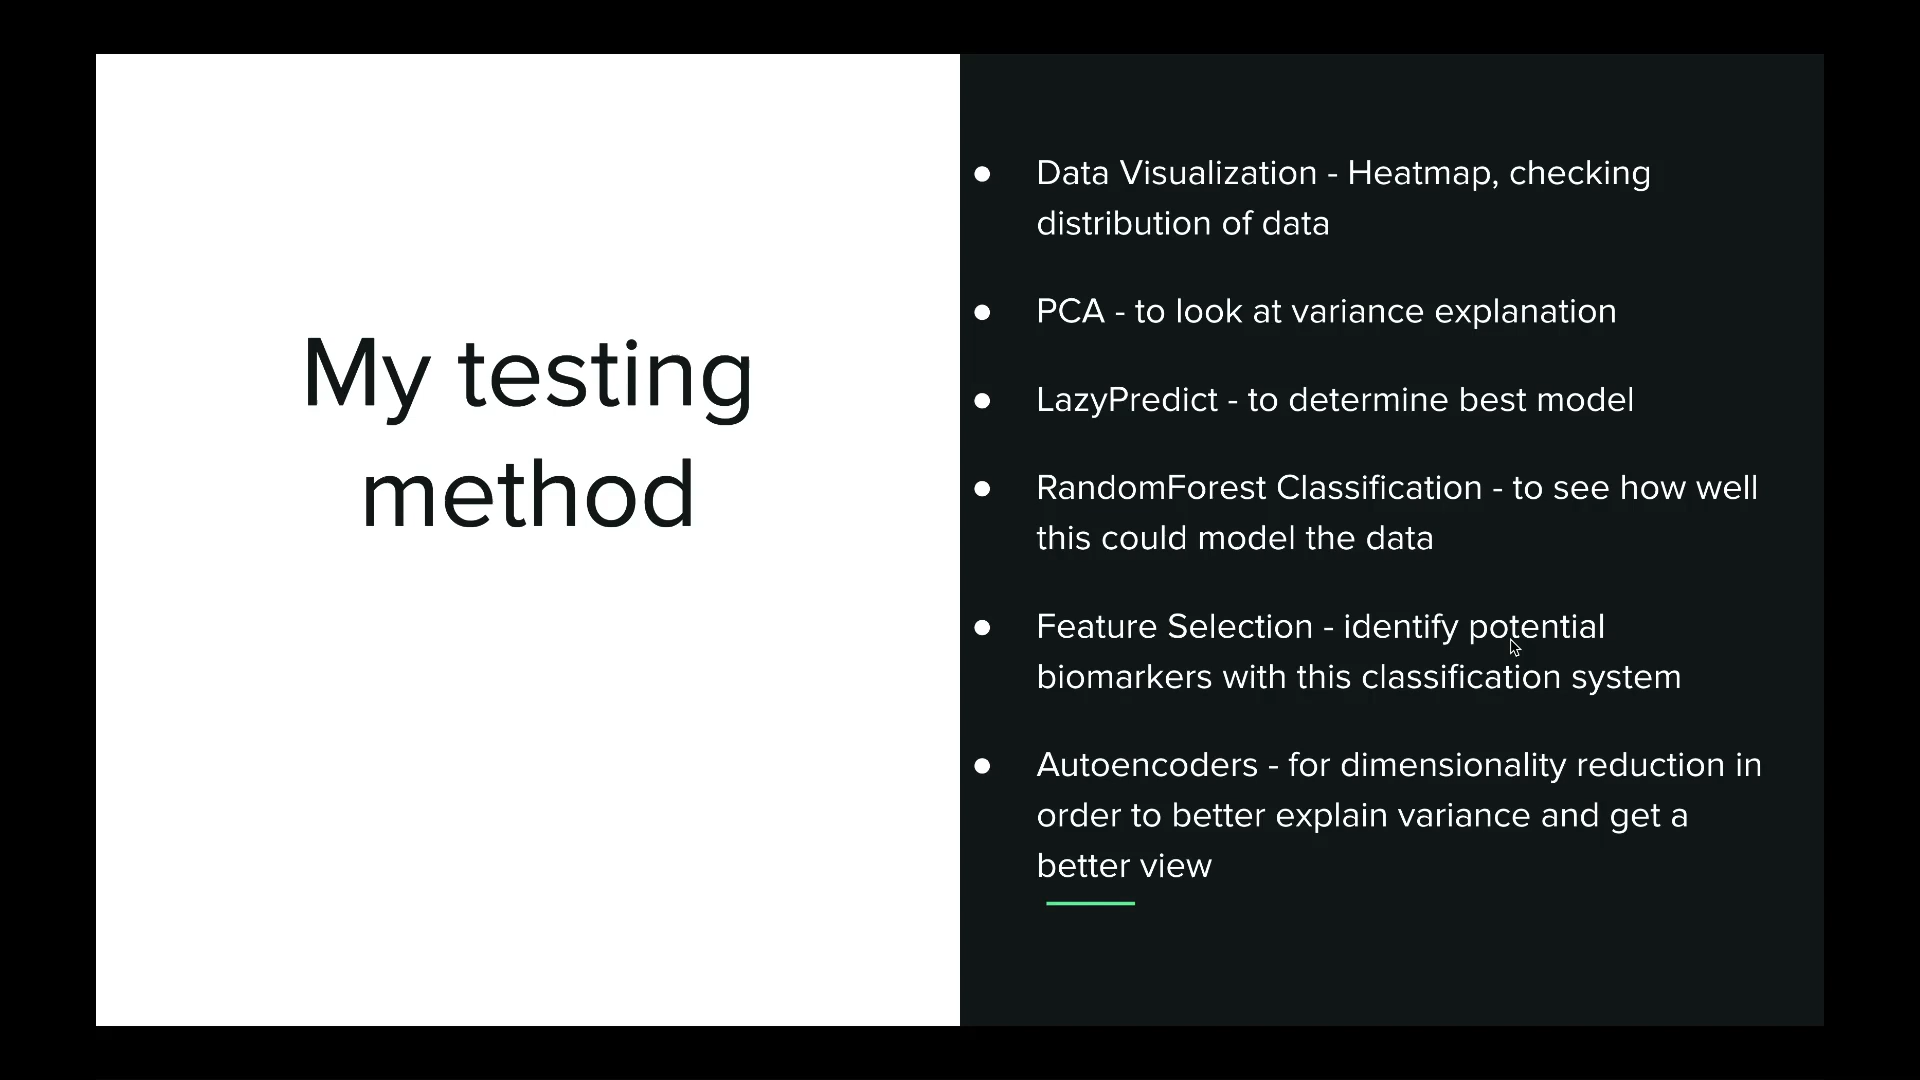 My testing
method
● Data Visualization - Heatmap, checking
distribution of data
● PCA - to look at variance explanation
● LazyPredict - to determine best model
● RandomForest Classification - to see how well
this could model the data
● Feature Selection - identify potential
biomarkers with this classification system
● Autoencoders - for dimensionality reduction in
order to better explain variance and get a
better view